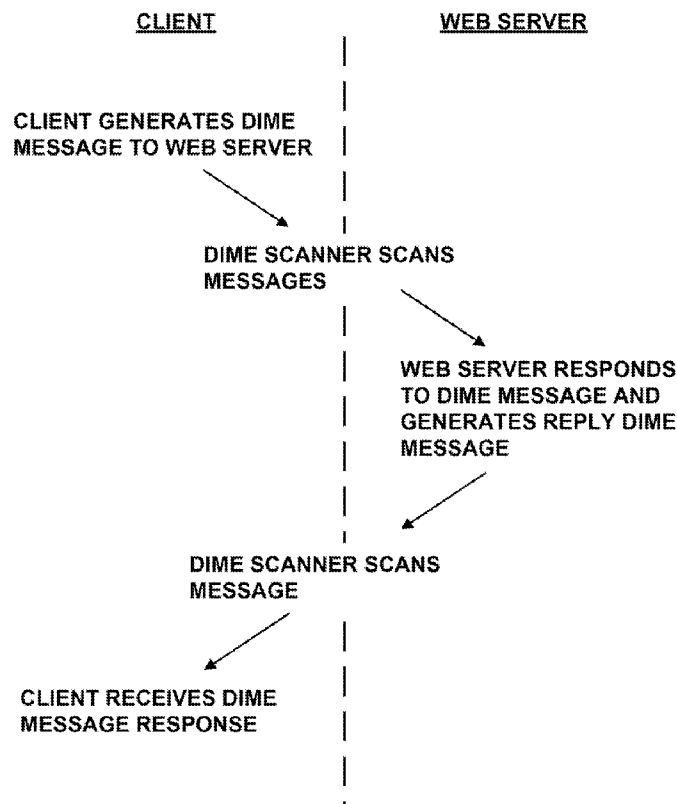 CLIENT
WEB SERVER
CLIENT GENERATES DIME
MESSAGE TO WEB SERVER
DIME SCANNER SCANS
MESSAGES
WEB SERVER RESPONDS
TO DIME MESSAGE AND
GENERATES REPLY DIME
MESSAGE
DIME SCANNER SCANS
MESSAGE
CLIENT RECEIVES DIME
MESSAGE RESPONSE